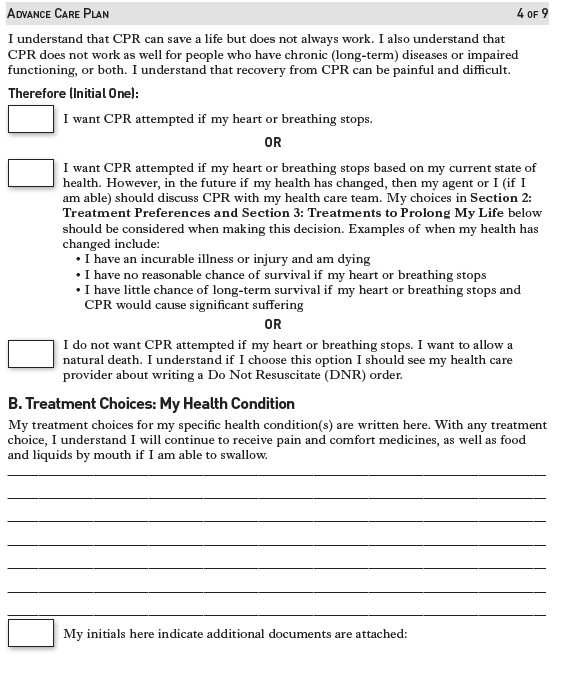 ADVANCE CARE PLAN 4 OF 9
I understand that CPR can save a life but does not always work. I also understand that
CPR does not work as well for people who have chronic (long-term) diseases or impaired
functioning, or both. I understand that recovery from CPR can be painful and difficult.
Therefore (Initial One):
I want CPR attempted if my heart or breathing stops.
OR
I want CPR attempted if my heart or breathing stops based on my current state of
health. However, in the future if my health has changed, then my agent or I (if I
am able) should discuss CPR with my health care team. My choices in Section 2:
Treatment Preferences and Section 3: Treatments to Prolong My Life below
should be considered when making this decision. Examples of when my health has
changed include:
• I have an incurable illness or injury and am dying
• I have no reasonable chance of survival if my heart or breathing stops
• I have little chance of long-term survival if my heart or breathing stops and
CPR would cause significant suffering
OR
I do not want CPR attempted if my heart or breathing stops. I want to allow a
natural death. I understand if I choose this option I should see my health care
provider about writing a Do Not Resuscitate (DNR) order.
B. Treatment Choices: My Health Condition
My treatment choices for my specific health condition(s) are written here. With any treatment
choice, I understand I will continue to receive pain and comfort medicines, as well as food
and liquids by mouth if I am able to swallow.
My initials here indicate additional documents are attached: